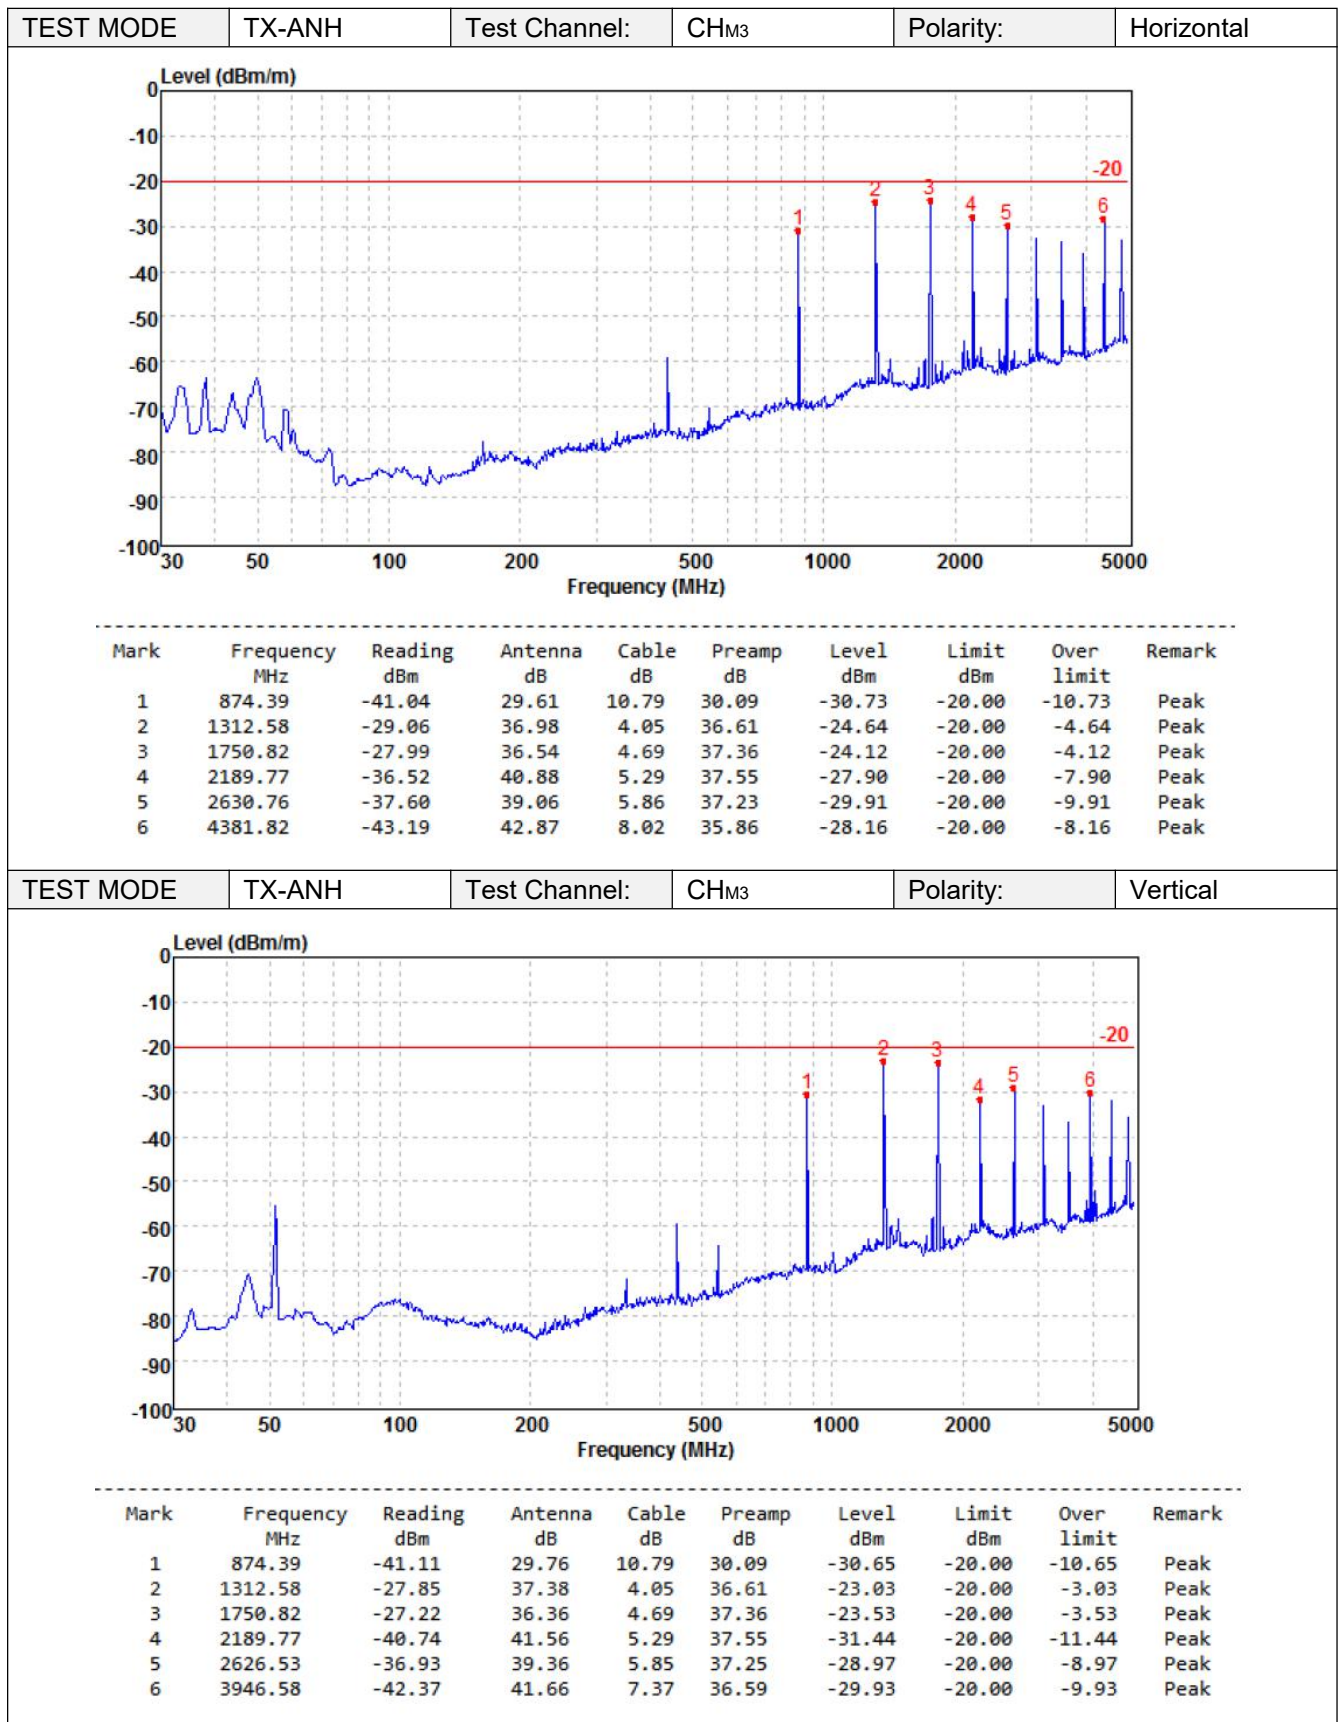 TEST MODE TX-ANH Test Channel: CHM3 Polarity: Horizontal
Level (dBm/m)
0
-10
-20
-20
-30
-40
-50
-60
-70
-80
-90
-100
1 2 3 4 5 6
30 50 100 200 500 1000 2000 5000
Frequency (MHz)
Mark Frequency Reading Antenna Cable Preamp Level Limit Over Remark
MHz dBm dB dB dB dBm dBm limit
1 874.39 -41.04 29.61 10.79 30.09 -30.73 -20.00 -10.73 Peak
2 1312.58 -29.06 36.98 4.05 36.61 -24.64 -20.00 -4.64 Peak
3 1750.82 -27.99 36.54 4.69 37.36 -24.12 -20.00 -4.12 Peak
4 2189.77 -36.52 40.88 5.29 37.55 -27.90 -20.00 -7.90 Peak
5 2630.76 -37.60 39.06 5.86 37.23 -29.91 -20.00 -9.91 Peak
6 4381.82 -43.19 42.87 8.02 35.86 -28.16 -20.00 -8.16 Peak
TEST MODE TX-ANH Test Channel: CHM3 Polarity: Vertical
Level (dBm/m)
0
-10
-20
-20
-30
-40
-50
-60
-70
-80
-90
-100
1 2 3 4 5 6
30 50 100 200 500 1000 2000 5000
Frequency (MHz)
Mark Frequency Reading Antenna Cable Preamp Level Limit Over Remark
MHz dBm dB dB dB dBm dBm limit
1 874.39 -41.11 29.76 10.79 30.09 -30.65 -20.00 -10.65 Peak
2 1312.58 -27.85 37.38 4.05 36.61 -23.03 -20.00 -3.03 Peak
3 1750.82 -27.22 36.36 4.69 37.36 -23.53 -20.00 -3.53 Peak
4 2189.77 -40.74 41.56 5.29 37.55 -31.44 -20.00 -11.44 Peak
5 2626.53 -36.93 39.36 5.85 37.25 -28.97 -20.00 -8.97 Peak
6 3946.58 -42.37 41.66 7.37 36.59 -29.93 -20.00 -9.93 Peak